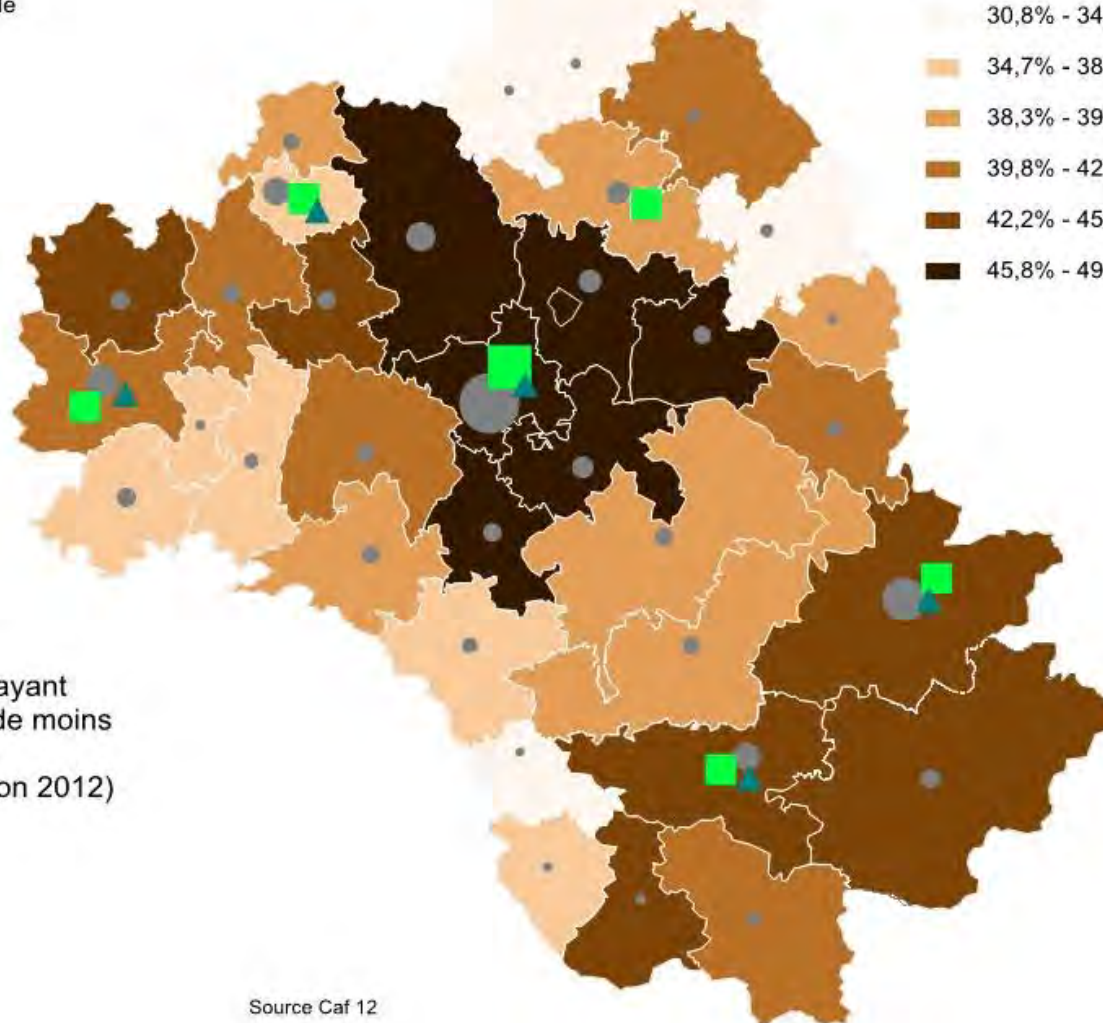 le
30,8% - 34
34,7% - 38
38,3% - 39
39,8% - 42
42,2% - 45
45,8% - 49
ayant
de moins
on 2012)
Source Caf 12